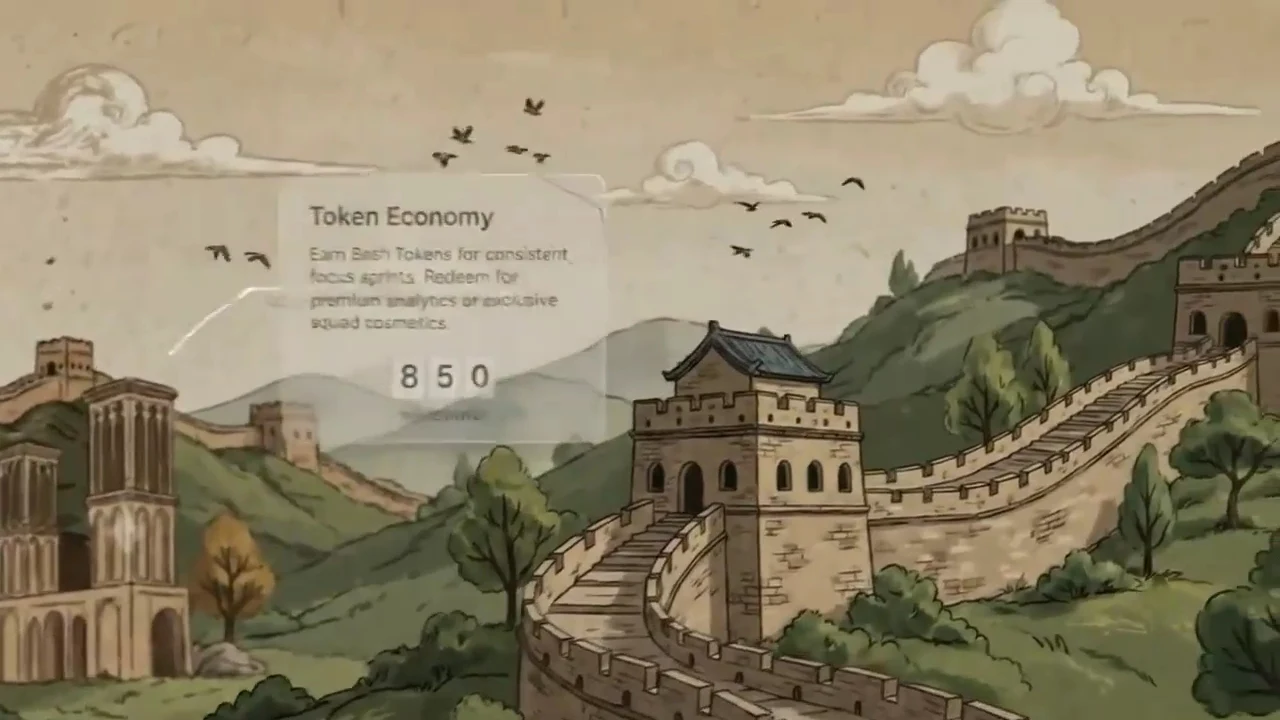 Token Economy
Earn Bash Tokens for consistent
focus sprints. Redeem for
premium analytics or exclusive
squad cosmetics.
850